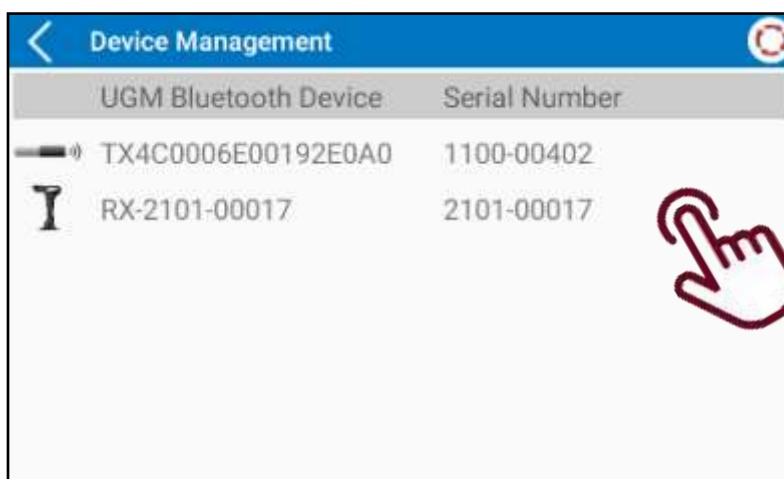 Device Management
UGM Bluetooth Device Serial Number
TX4C0006E00192E0A0 1100-00402
RX-2101-00017 2101-00017